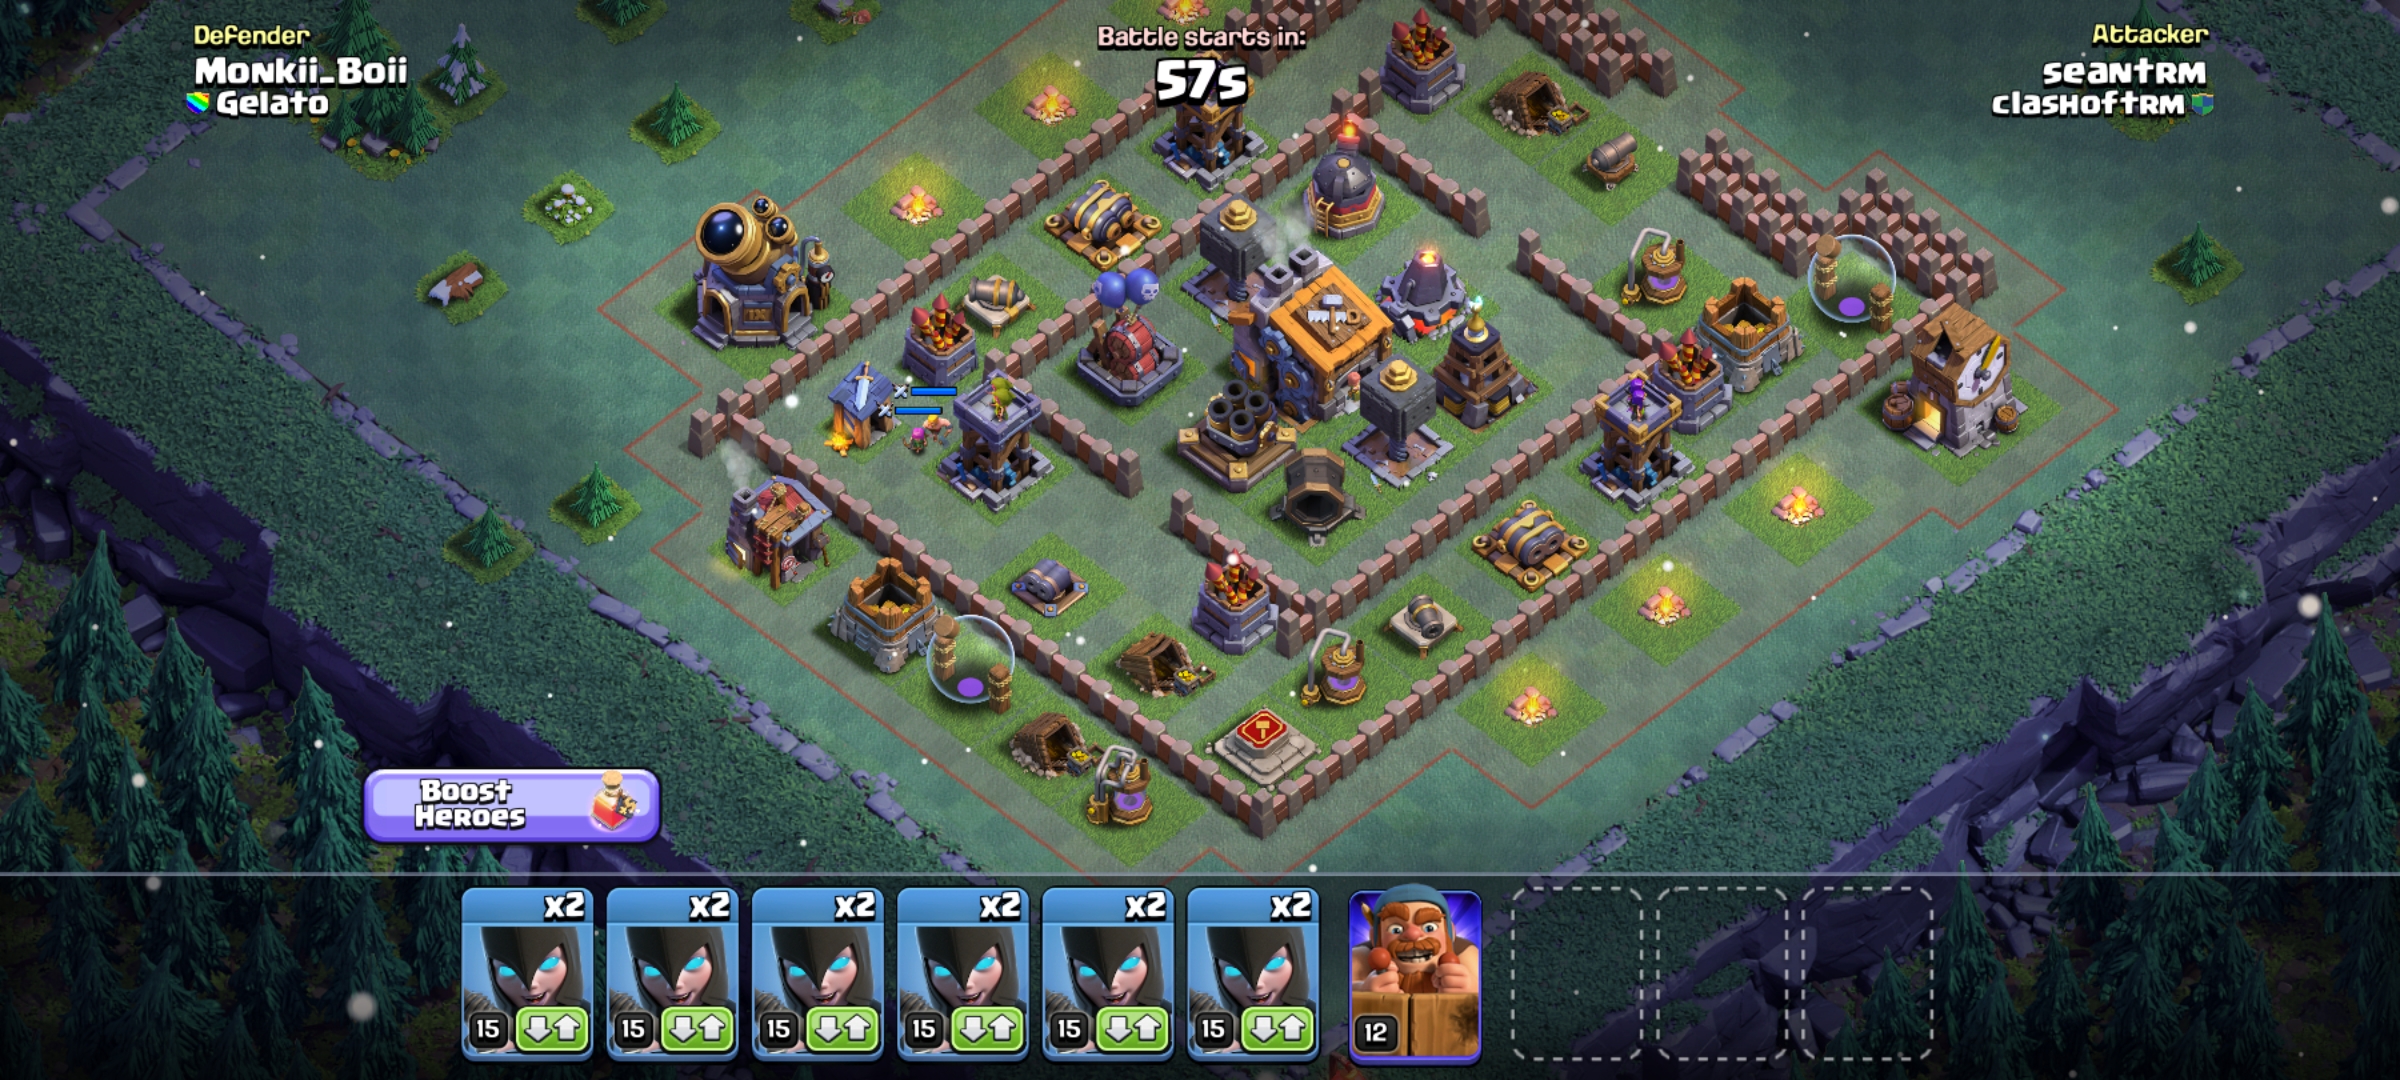 Defender
Monkii_Boii
Gelato
Battle starts in:
57s
Attacker
seantRM
clashoftRM
Boost
Heroes
x2
x2
x2
x2
x2
x2
15
15
15
15
15
15
12